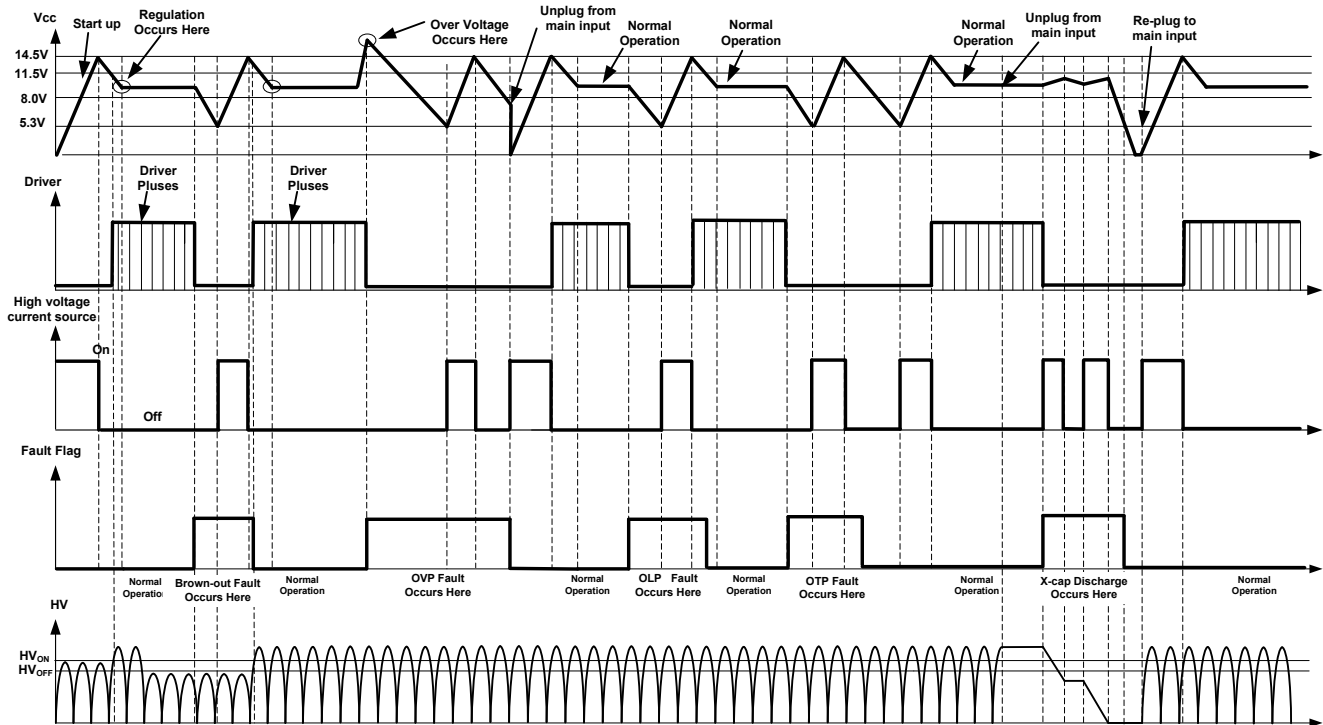 Vcc
Start up
Regulation
Occurs Here
Over Voltage
Occurs Here
Unplug from
main input
Normal
Operation
Normal
Operation
Normal
Operation
Unplug from
main input
Re-plug to
main input
14.5V
11.5V
8.0V
5.3V
Driver
Driver
Pluses
Driver
Pluses
High voltage
current source
On
Off
Fault Flag
Normal
Operatio
Brown-out Fault
Occurs Here
Normal
Operation
OVP Fault
Occurs Here
Normal
Operation
OLP Fault
Occurs Here
Normal
Operation
OTP Fault
Occurs Here
Normal
Operation
X-cap Discharge
Occurs Here
Normal
Operation
HV
HVON
HVOFF